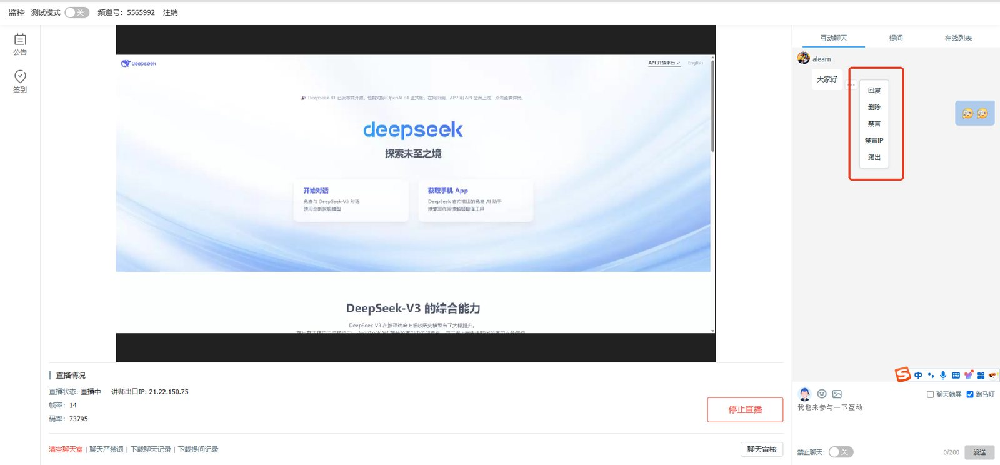 监控 测试模式 关 频道号: 5565992 注销
公告
签到
deepseek
API 开放平台 English
DeepSeek-R1 已发布并开源，性能对标 OpenAI o1 正式版，在网页端、APP 和 API 全面上线，点击查看详情。
deepseek
探索未至之境
开始对话
免费与 DeepSeek-V3 对话
使用全新旗舰模型
获取手机 App
DeepSeek 官方推出的免费 AI 助手
搜索写作阅读解题翻译工具
DeepSeek-V3 的综合能力
DeepSeek V3 在推理速度上相较历史模型有了大幅提升。
直播情况
直播状态: 直播中 讲师出口IP: 21.22.150.75
帧率: 14
码率: 73795
停止直播
清空聊天室 | 聊天严禁词 | 下载聊天记录 | 下载提问记录
聊天审核
互动聊天 提问 在线列表
alearn
大家好
回复
删除
禁言
禁言IP
踢出
S 中
聊天锁屏 跑马灯
我也来参与一下互动
禁止聊天: 关 0/200 发送